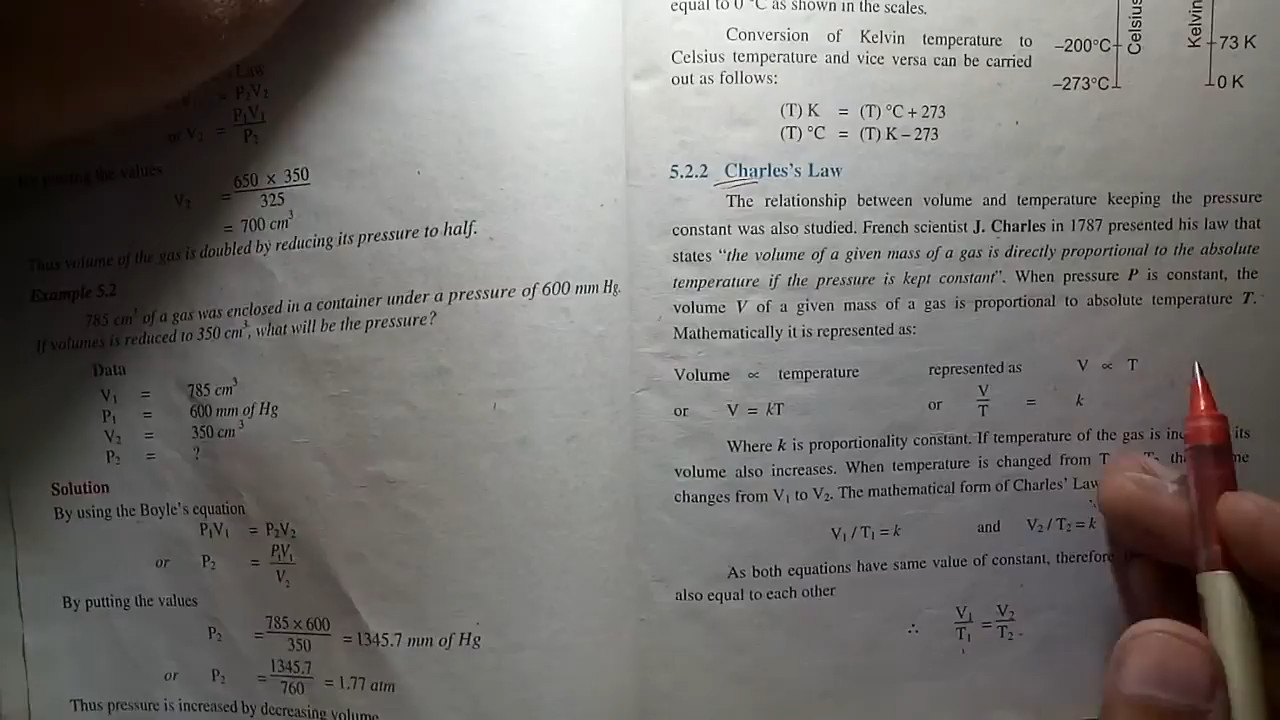 Law
= P₁V₂
or V₂ = P₁V₁ / P₂
By putting the values
V₂ = 650 x 350 / 325
= 700 cm³
Thus volume of the gas is doubled by reducing its pressure to half.
Example 5.2
785 cm³ of a gas was enclosed in a container under a pressure of 600 mm Hg.
If volumes is reduced to 350 cm³, what will be the pressure?
Data
V₁ = 785 cm³
P₁ = 600 mm of Hg
V₂ = 350 cm³
P₂ = ?
Solution
By using the Boyle's equation
P₁V₁ = P₂V₂
or P₂ = P₁V₁ / V₂
By putting the values
P₂ = 785 x 600 / 350 = 1345.7 mm of Hg
or P₂ = 1345.7 / 760 = 1.77 atm
Thus pressure is increased by decreasing volume
equal to 0 °C as shown in the scales.
Conversion of Kelvin temperature to
Celsius temperature and vice versa can be carried
out as follows:
(T) K = (T) °C + 273
(T) °C = (T) K – 273
–200°C
–273°C
Celsius
Kelvin
73 K
0 K
5.2.2 Charles's Law
The relationship between volume and temperature keeping the pressure
constant was also studied. French scientist J. Charles in 1787 presented his law that
states "the volume of a given mass of a gas is directly proportional to the absolute
temperature if the pressure is kept constant". When pressure P is constant, the
volume V of a given mass of a gas is proportional to absolute temperature T.
Mathematically it is represented as:
Volume ∝ temperature represented as V ∝ T
or V = kT or V / T = k
Where k is proportionality constant. If temperature of the gas is its
volume also increases. When temperature is changed from
changes from V₁ to V₂. The mathematical form of Charles' Law
V₁ / T₁ = k and V₂ / T₂ = k
As both equations have same value of constant, therefore
also equal to each other
∴ V₁ / T₁ = V₂ / T₂